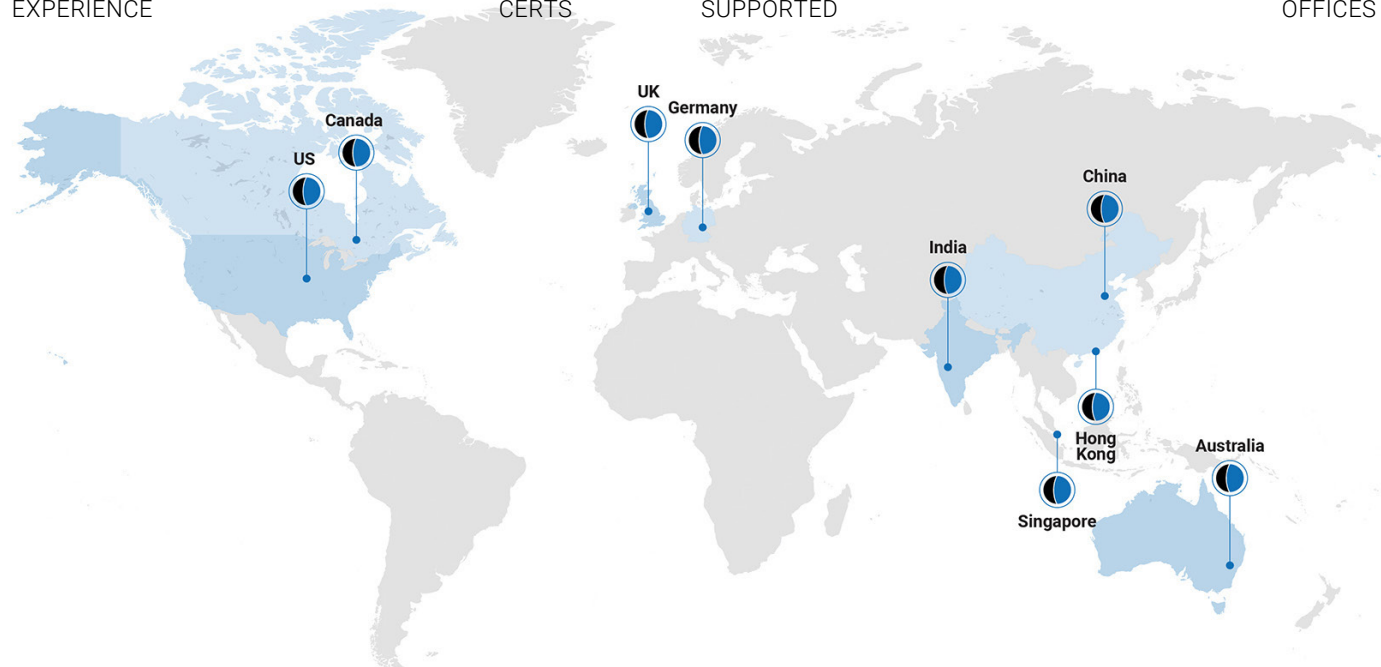 EXPERIENCE
CERTS
SUPPORTED
OFFICES
UK
Germany
Canada
US
China
India
Hong
Kong
Australia
Singapore